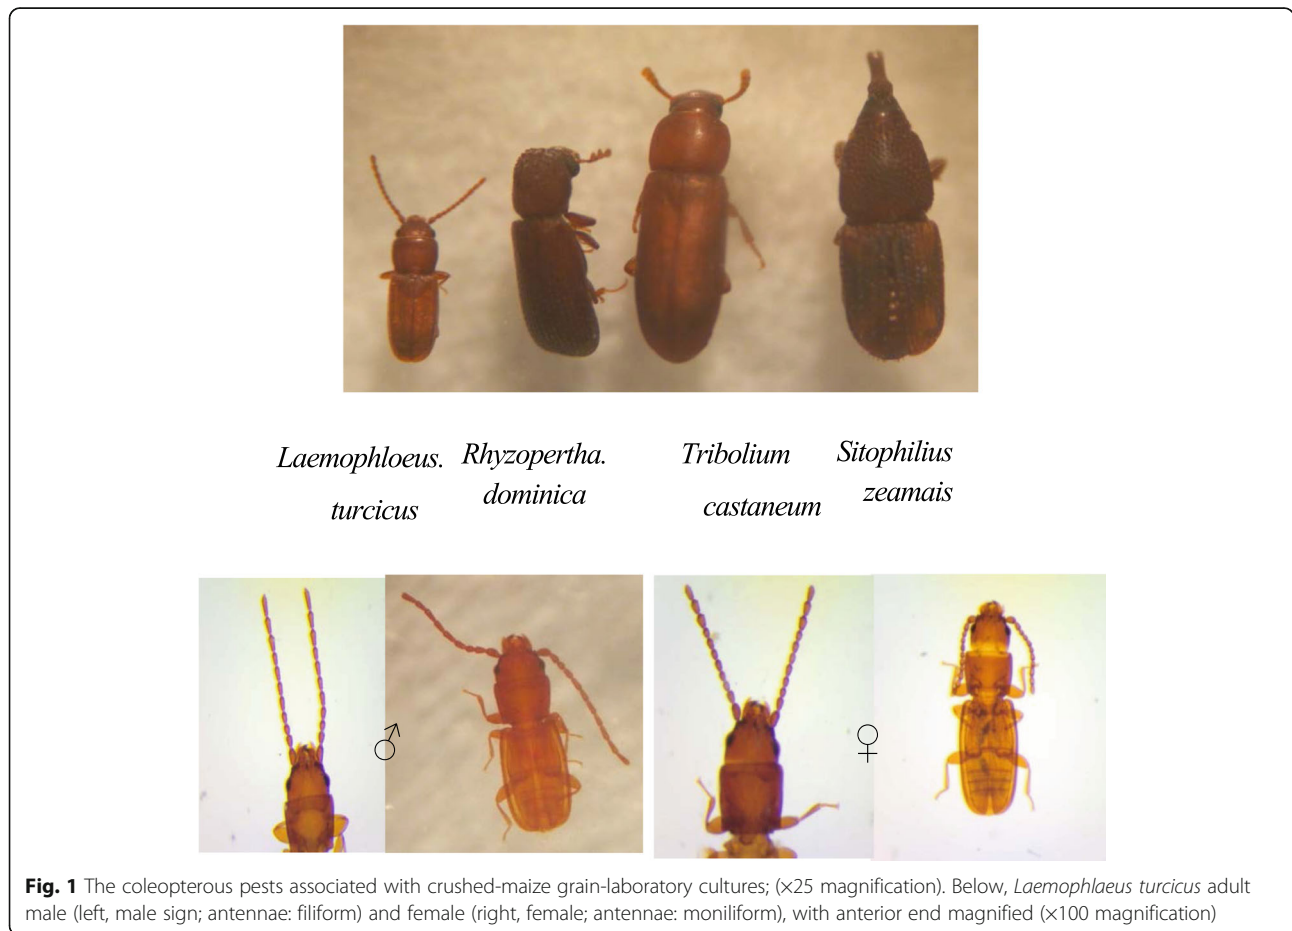 Laemophloeus.
turcicus
Rhyzopertha.
dominica
Tribolium
castaneum
Sitophilius
zeamais
♂
♀
Fig. 1 The coleopterous pests associated with crushed-maize grain-laboratory cultures; (×25 magnification). Below, Laemophlaeus turcicus adult
male (left, male sign; antennae: filiform) and female (right, female; antennae: moniliform), with anterior end magnified (×100 magnification)